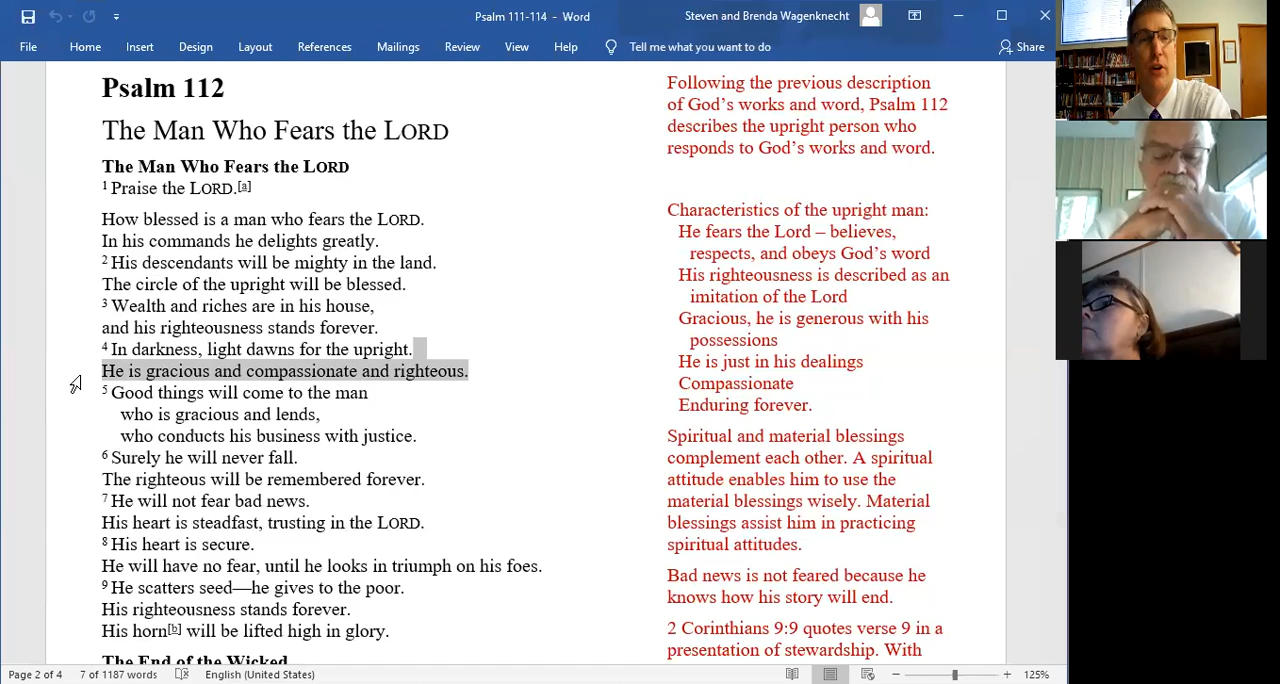 Psalm 111-114 – Word
Steven and Brenda Wagenknecht
File Home Insert Design Layout References Mailings Review View Help Tell me what you want to do Share
Psalm 112
The Man Who Fears the LORD
The Man Who Fears the LORD
1 Praise the LORD.[a]
How blessed is a man who fears the LORD.
In his commands he delights greatly.
2 His descendants will be mighty in the land.
The circle of the upright will be blessed.
3 Wealth and riches are in his house,
and his righteousness stands forever.
4 In darkness, light dawns for the upright.
He is gracious and compassionate and righteous.
5 Good things will come to the man
who is gracious and lends,
who conducts his business with justice.
6 Surely he will never fall.
The righteous will be remembered forever.
7 He will not fear bad news.
His heart is steadfast, trusting in the LORD.
8 His heart is secure.
He will have no fear, until he looks in triumph on his foes.
9 He scatters seed—he gives to the poor.
His righteousness stands forever.
His horn[b] will be lifted high in glory.
The End of the Wicked
Following the previous description
of God’s works and word, Psalm 112
describes the upright person who
responds to God’s works and word.
Characteristics of the upright man:
He fears the Lord – believes,
respects, and obeys God’s word
His righteousness is described as an
imitation of the Lord
Gracious, he is generous with his
possessions
He is just in his dealings
Compassionate
Enduring forever.
Spiritual and material blessings
complement each other. A spiritual
attitude enables him to use the
material blessings wisely. Material
blessings assist him in practicing
spiritual attitudes.
Bad news is not feared because he
knows how his story will end.
2 Corinthians 9:9 quotes verse 9 in a
presentation of stewardship. With
Page 2 of 4 7 of 1187 words English (United States) 125%